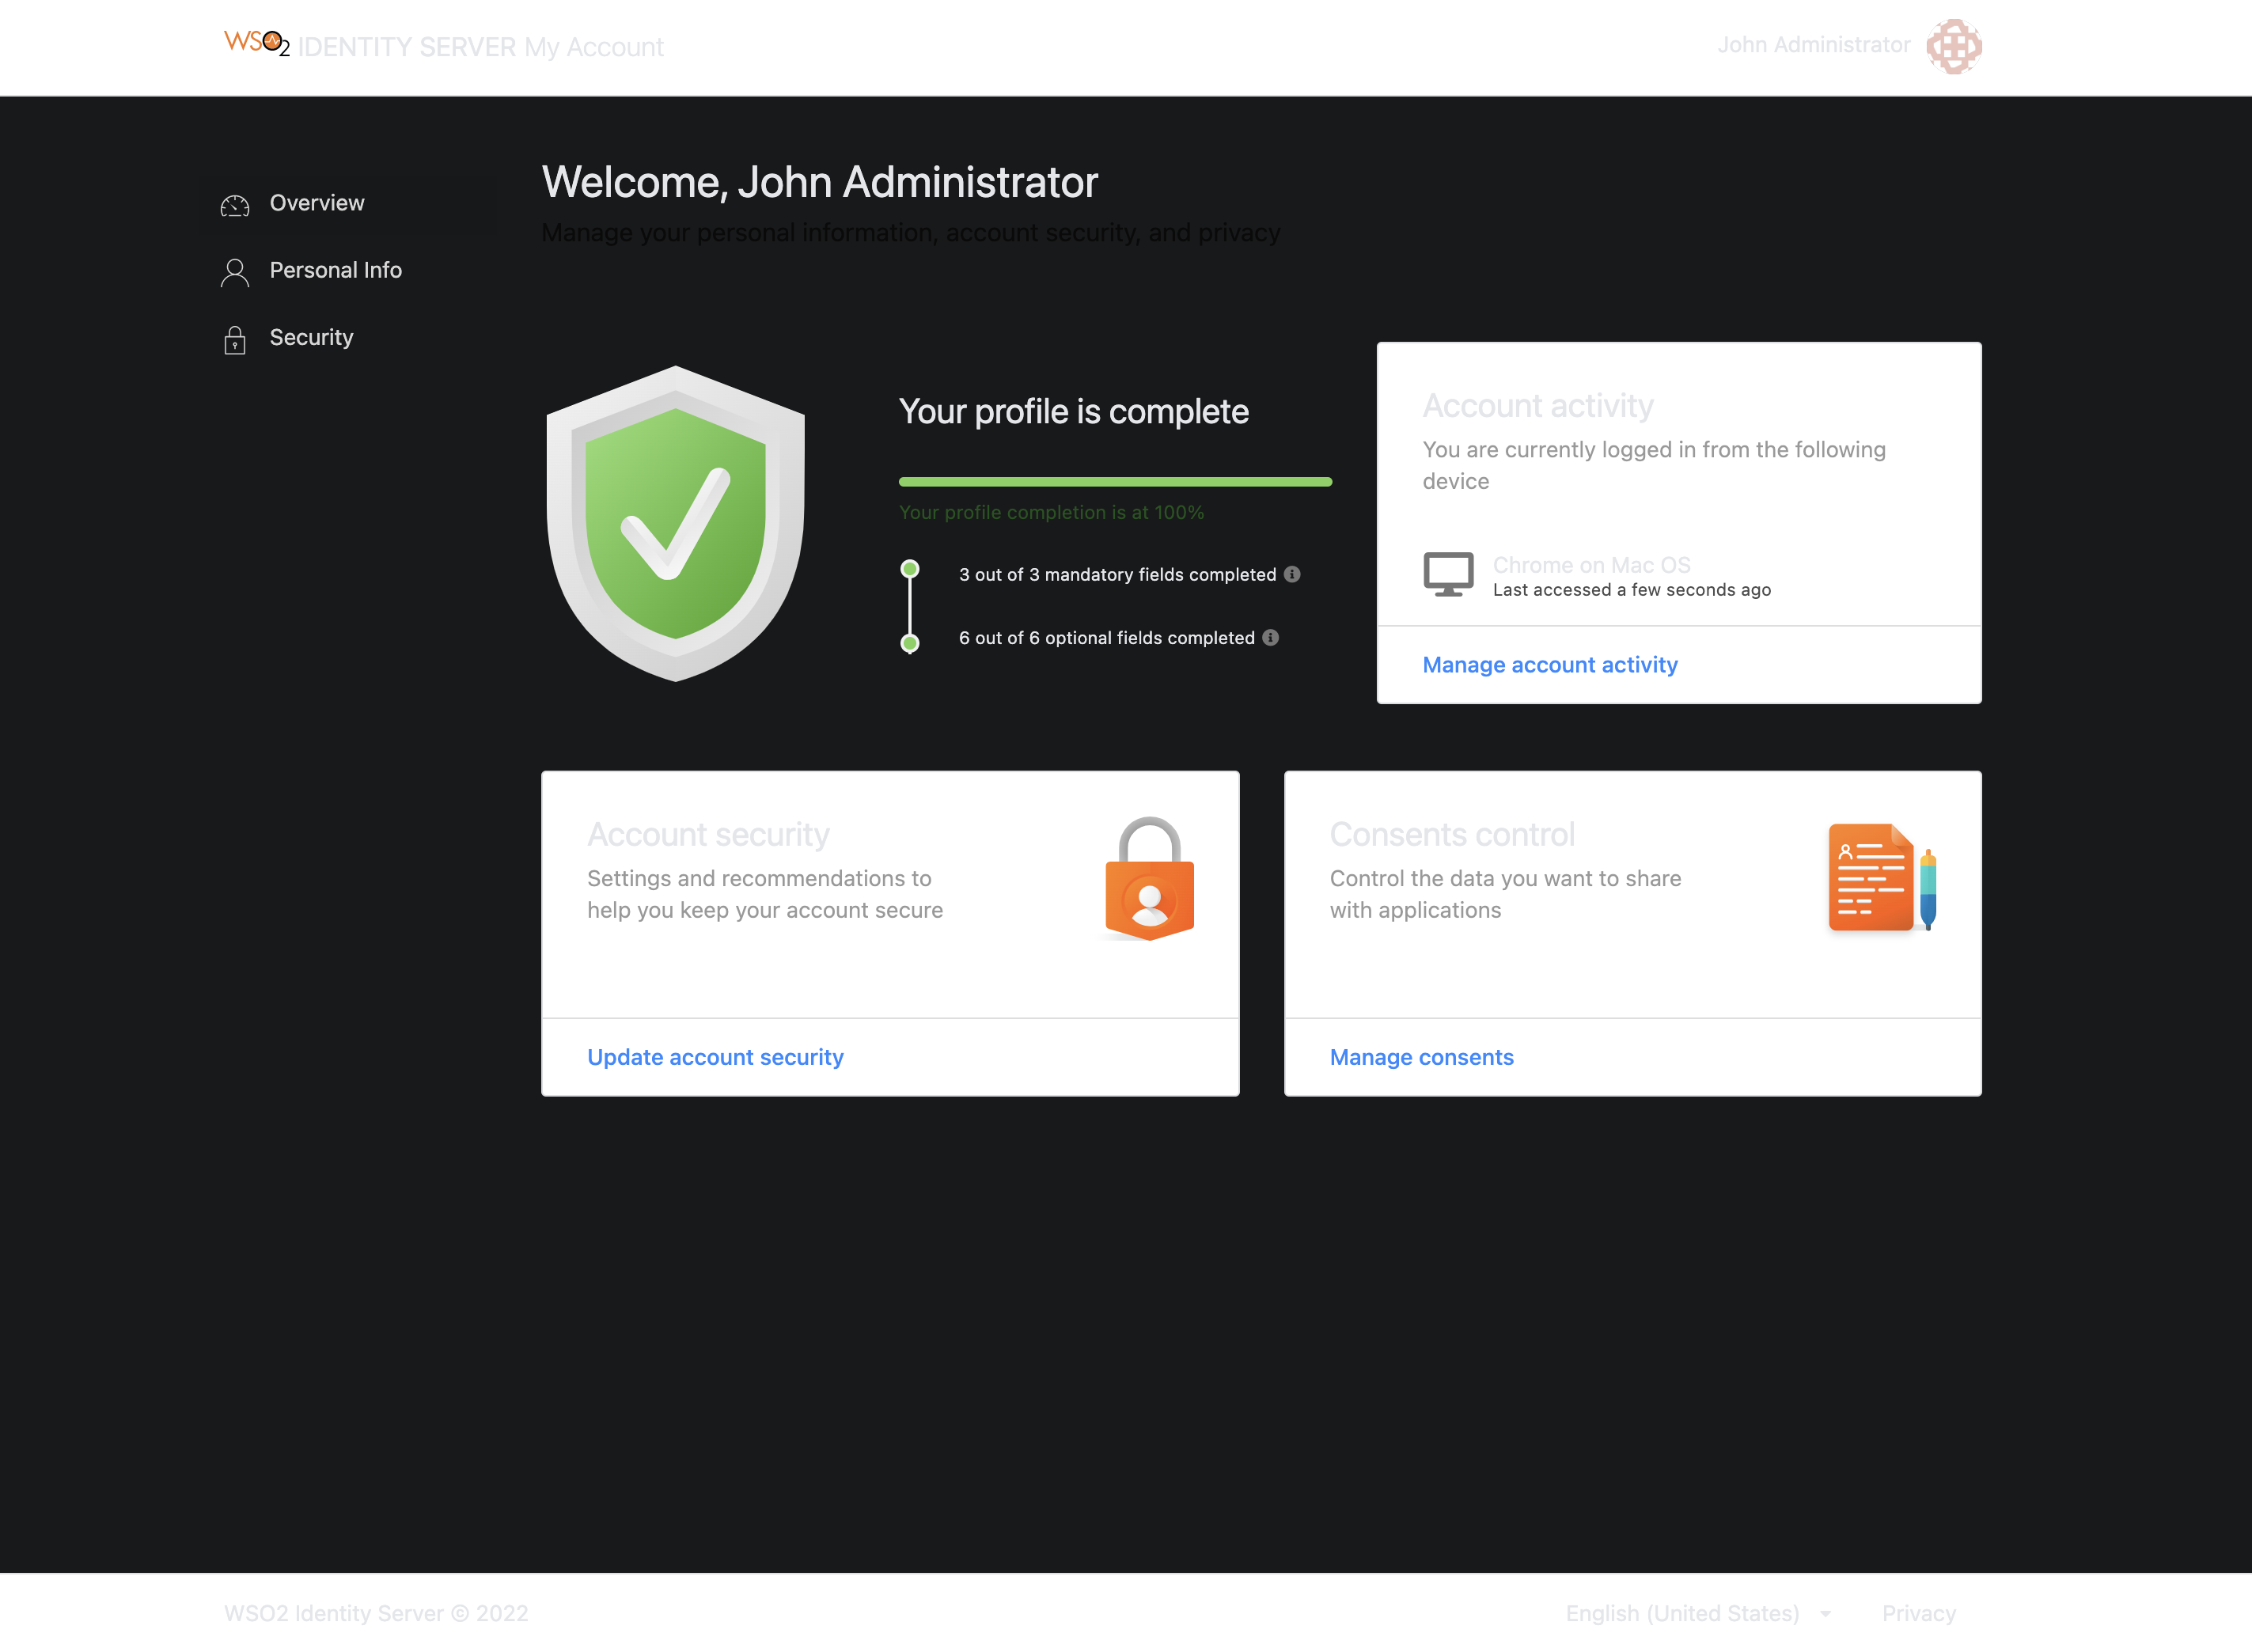 WSO2 IDENTITY SERVER My Account
John Administrator
Overview
Personal Info
Security
Welcome, John Administrator
Manage your personal information, account security, and privacy
Your profile is complete
Your profile completion is at 100%
3 out of 3 mandatory fields completed
6 out of 6 optional fields completed
Account activity
You are currently logged in from the following
device
Chrome on Mac OS
Last accessed a few seconds ago
Manage account activity
Account security
Settings and recommendations to
help you keep your account secure
Update account security
Consents control
Control the data you want to share
with applications
Manage consents
WSO2 Identity Server © 2022
English (United States)
Privacy